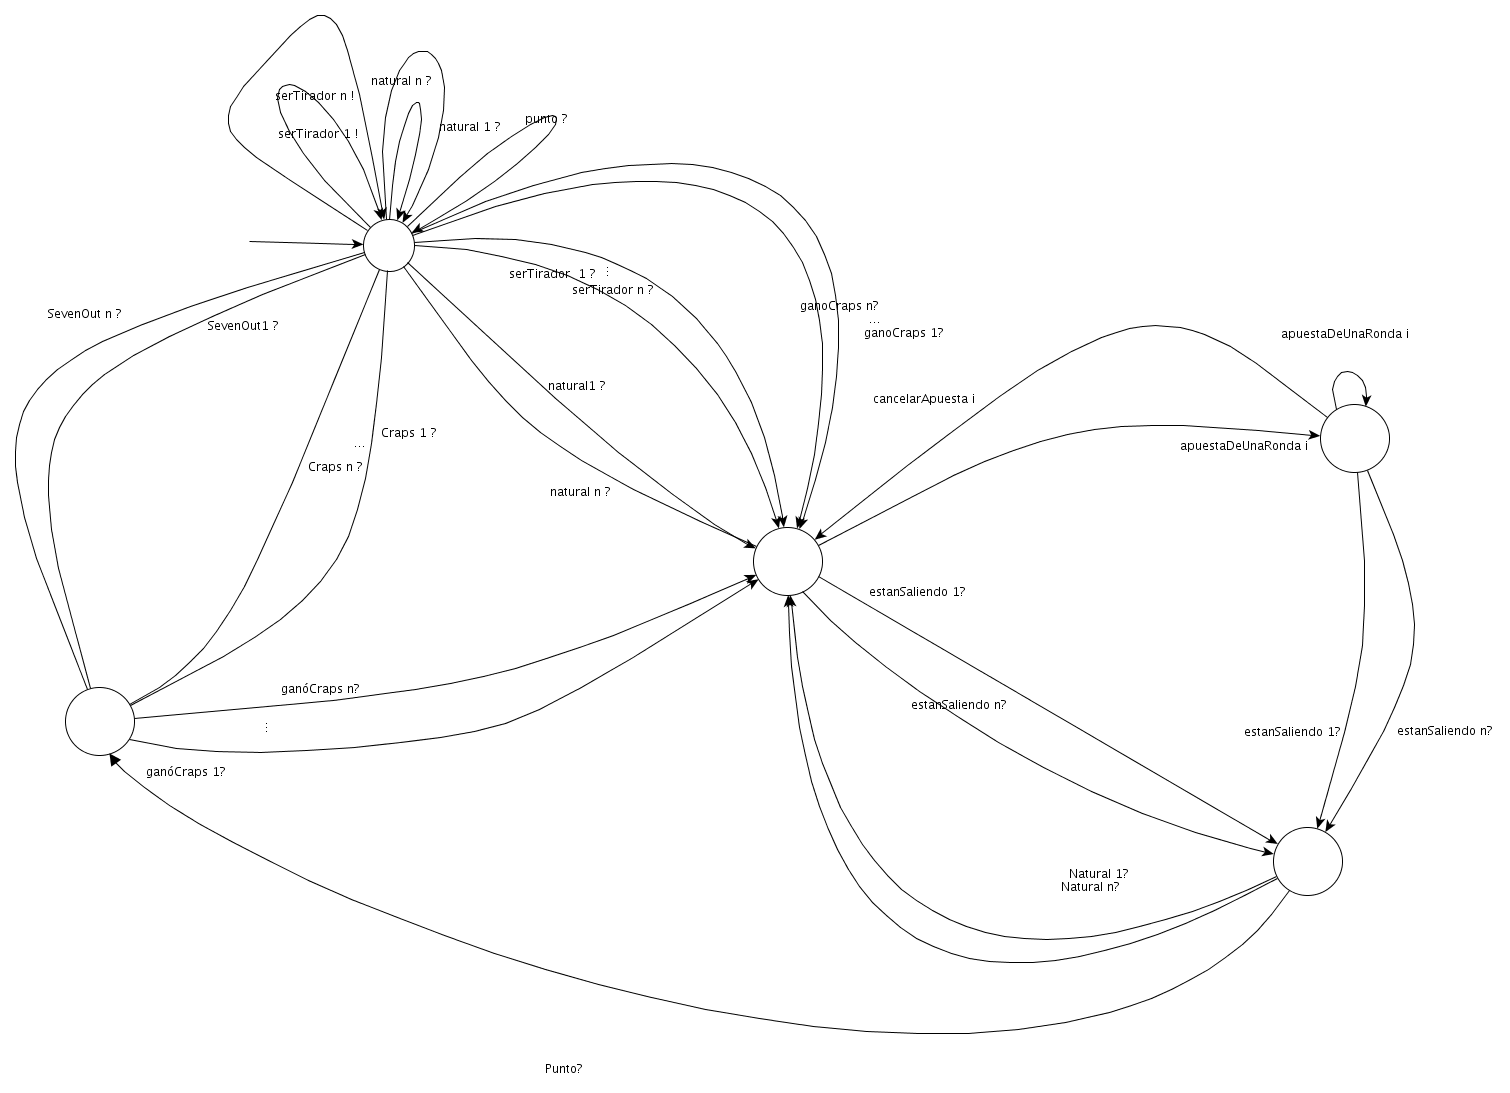 natural n ?
serTirador n !
punto ?
natural 1 ?
serTirador 1 !
serTirador  1 ?
...
serTirador n ?
ganoCraps n?
...
ganoCraps 1?
SevenOut n ?
SevenOut1 ?
apuestaDeUnaRonda i
natural1 ?
cancelarApuesta i
Craps 1 ?
...
Craps n ?
apuestaDeUnaRonda i
natural n ?
estanSaliendo 1?
ganóCraps n?
estanSaliendo n?
...
estanSaliendo 1?
estanSaliendo n?
ganóCraps 1?
Natural 1?
Natural n?
Punto?